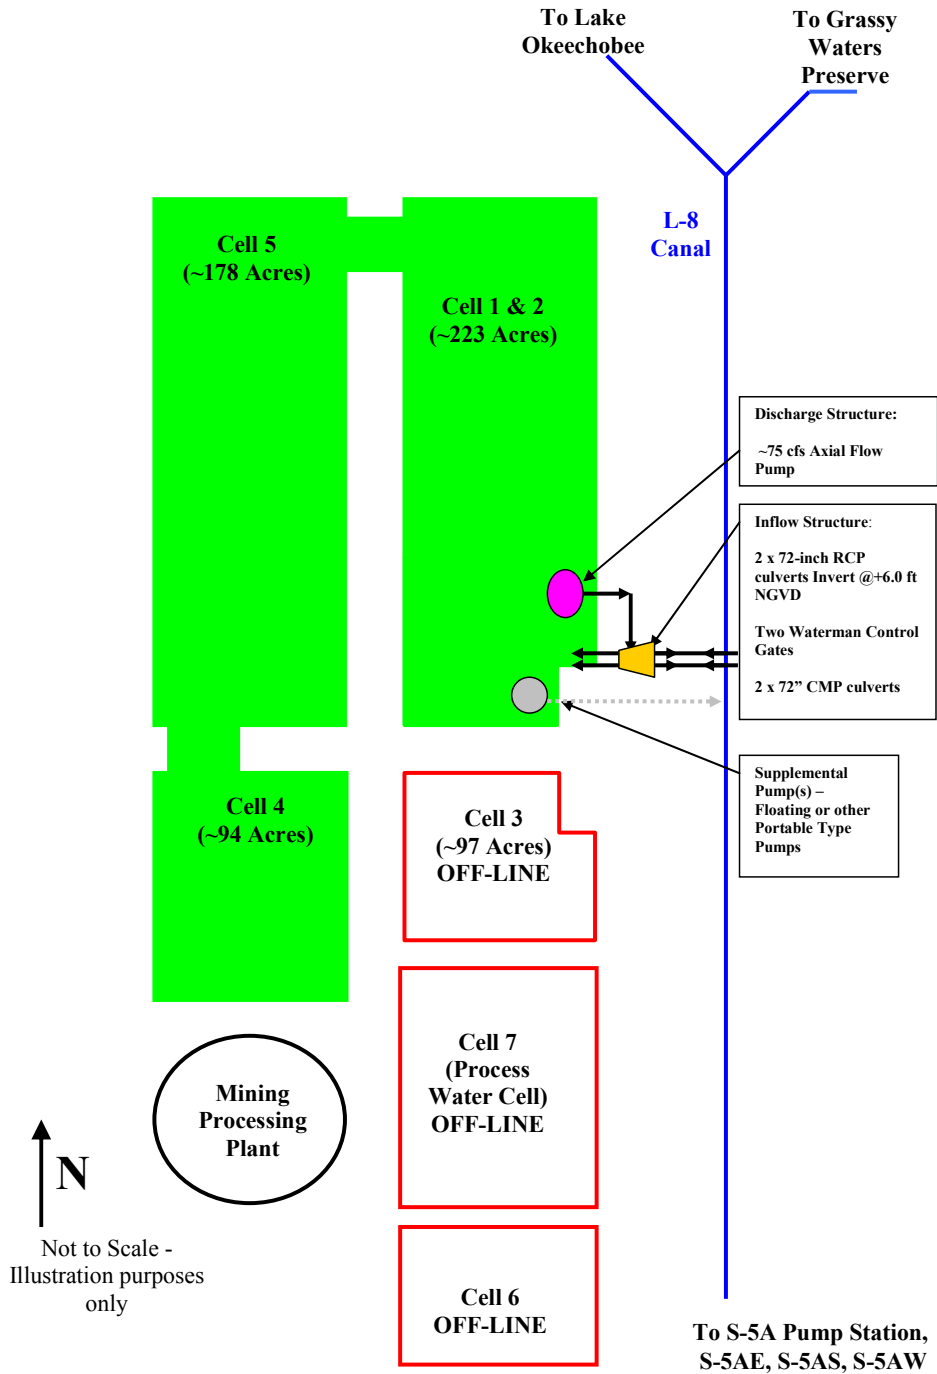 To Lake
Okeechobee
To Grassy
Waters
Preserve
L-8
Canal
Cell 5
(~178 Acres)
Cell 1 & 2
(~223 Acres)
Discharge Structure:
~75 cfs Axial Flow
Pump
Inflow Structure:
2 x 72-inch RCP
culverts Invert @+6.0 ft
NGVD
Two Waterman Control
Gates
2 x 72” CMP culverts
Supplemental
Pump(s) –
Floating or other
Portable Type
Pumps
Cell 4
(~94 Acres)
Cell 3
(~97 Acres)
OFF-LINE
Cell 7
(Process
Water Cell)
OFF-LINE
Mining
Processing
Plant
N
Not to Scale -
Illustration purposes
only
Cell 6
OFF-LINE
To S-5A Pump Station,
S-5AE, S-5AS, S-5AW